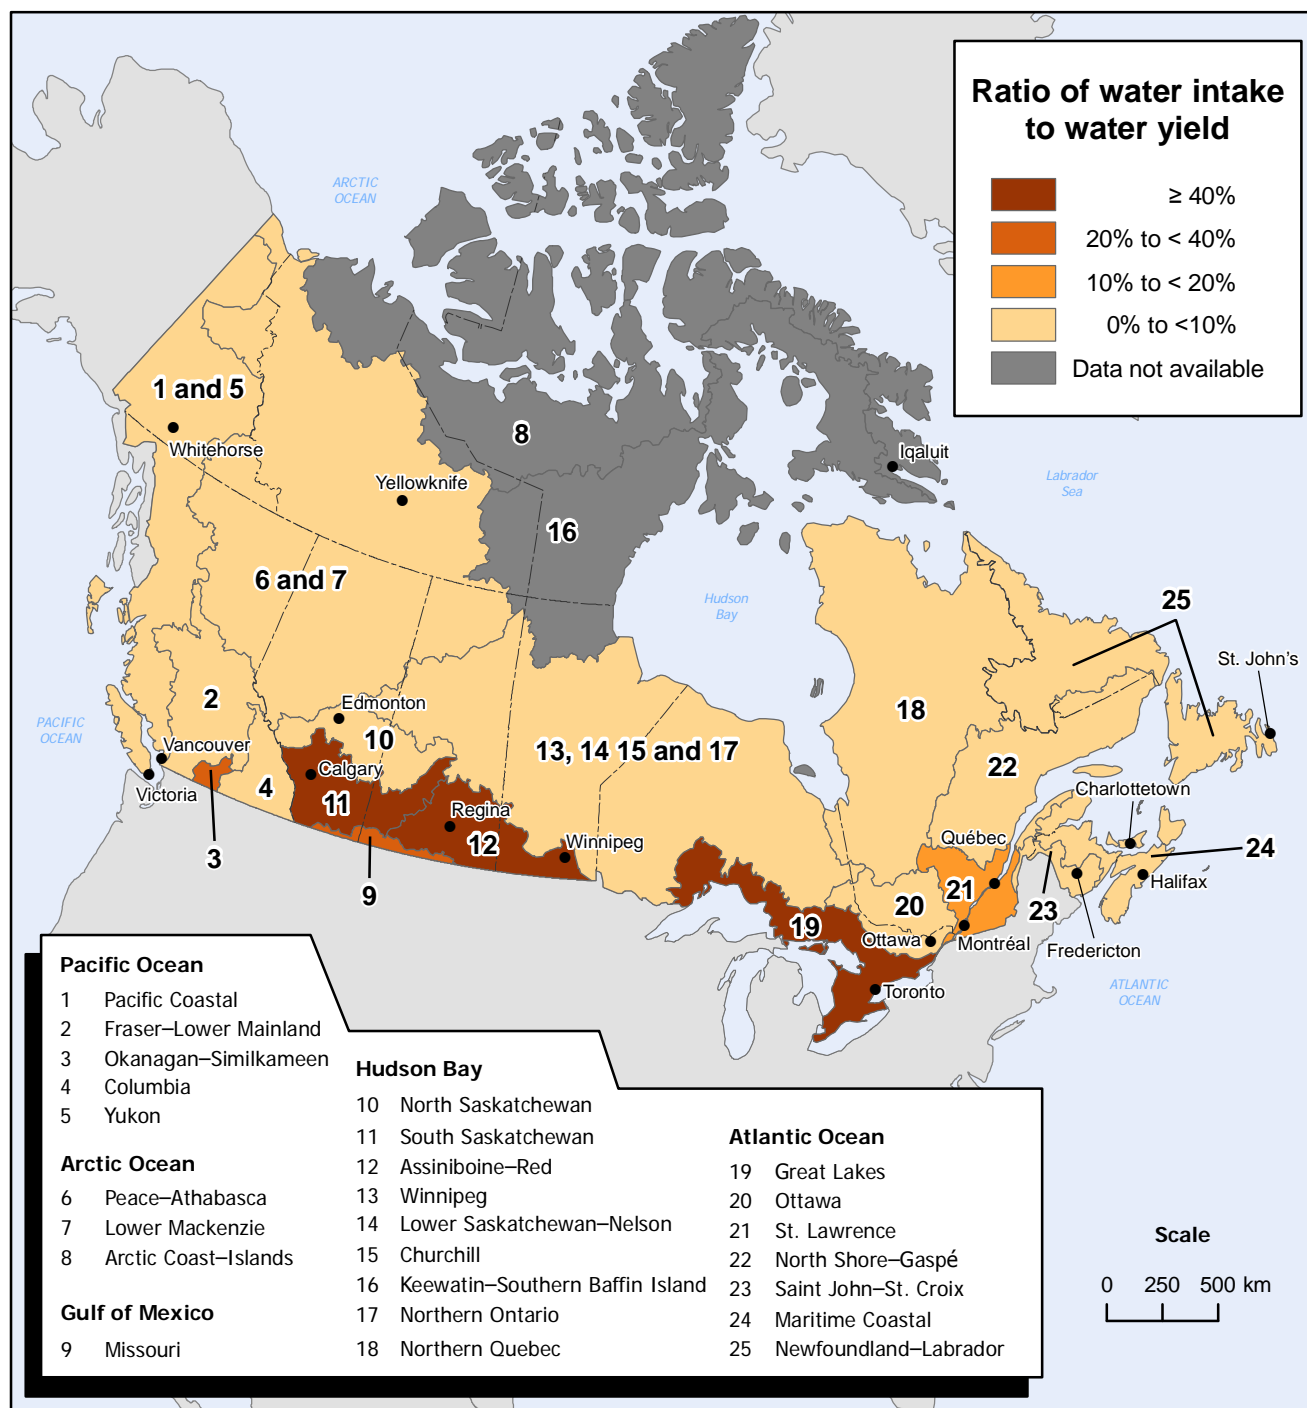 Ratio of water intake
to water yield
≥ 40%
20% to < 40%
10% to < 20%
0% to <10%
Data not available
ARCTIC
OCEAN
1 and 5
Whitehorse
8
Iqaluit
Yellowknife
Labrador
Sea
16
6 and 7
Hudson
Bay
25
St. John's
2
Edmonton
18
PACIFIC
OCEAN
10
13, 14 15 and 17
Vancouver
22
Calgary
4
Charlottetown
Victoria
11
Regina
12
Winnipeg
Québec
3
24
9
21
Halifax
20
23
19
Ottawa
Montréal
Fredericton
Toronto
ATLANTIC
OCEAN
Pacific Ocean
1 Pacific Coastal
2 Fraser–Lower Mainland
3 Okanagan–Similkameen
4 Columbia
5 Yukon
Arctic Ocean
6 Peace–Athabasca
7 Lower Mackenzie
8 Arctic Coast–Islands
Gulf of Mexico
9 Missouri
Hudson Bay
10 North Saskatchewan
11 South Saskatchewan
12 Assiniboine–Red
13 Winnipeg
14 Lower Saskatchewan–Nelson
15 Churchill
16 Keewatin–Southern Baffin Island
17 Northern Ontario
18 Northern Quebec
Atlantic Ocean
19 Great Lakes
20 Ottawa
21 St. Lawrence
22 North Shore–Gaspé
23 Saint John–St. Croix
24 Maritime Coastal
25 Newfoundland–Labrador
Scale
0 250 500 km